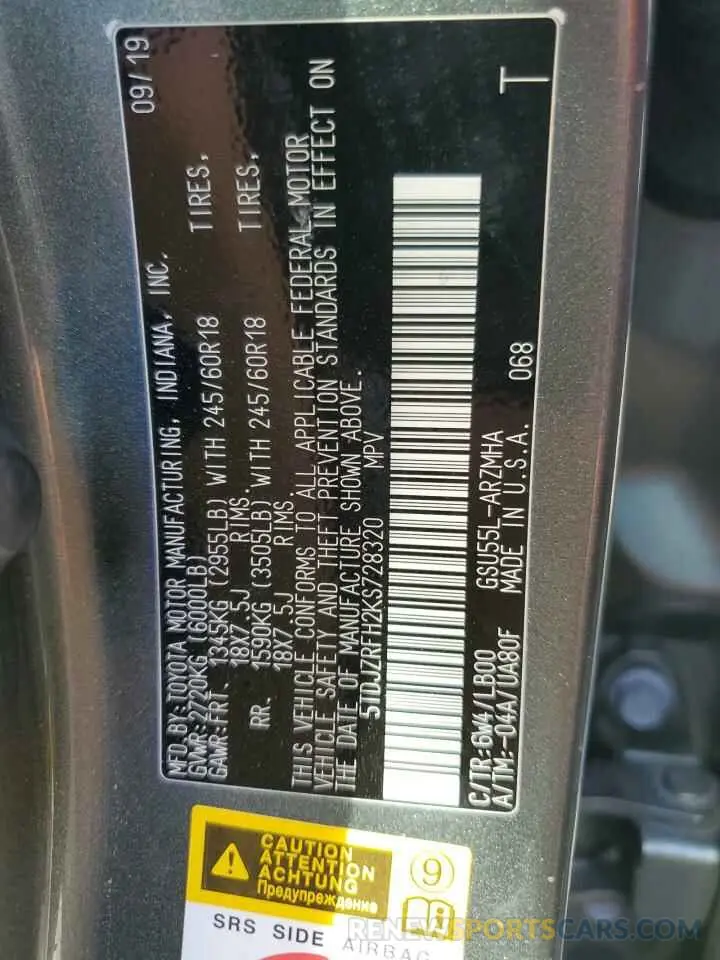 MFD.BY:TOYOTA MOTOR MANUFACTURING, INDIANA, INC. 09/19
GVWR:2720KG (6000LB)
GAWR:FRT. 1345KG (2955LB) WITH 245/60R18 TIRES,
18X7.5J RIMS.
RR. 1590KG (3505LB) WITH 245/60R18 TIRES,
18X7.5J RIMS.
THIS VEHICLE CONFORMS TO ALL APPLICABLE FEDERAL MOTOR
VEHICLE SAFETY AND THEFT PREVENTION STANDARDS IN EFFECT ON
THE DATE OF MANUFACTURE SHOWN ABOVE.
5TDJZRFH2KS728320 MPV
C/TR:6W4/LB00 GSU55L-ARZMHA 068 T
A/TM:-04A/UA80F MADE IN U.S.A.
CAUTION
ATTENTION
ACHTUNG
Предупреждение
9
SRS SIDE AIRBAG
RENEWSPORTSCARS.COM